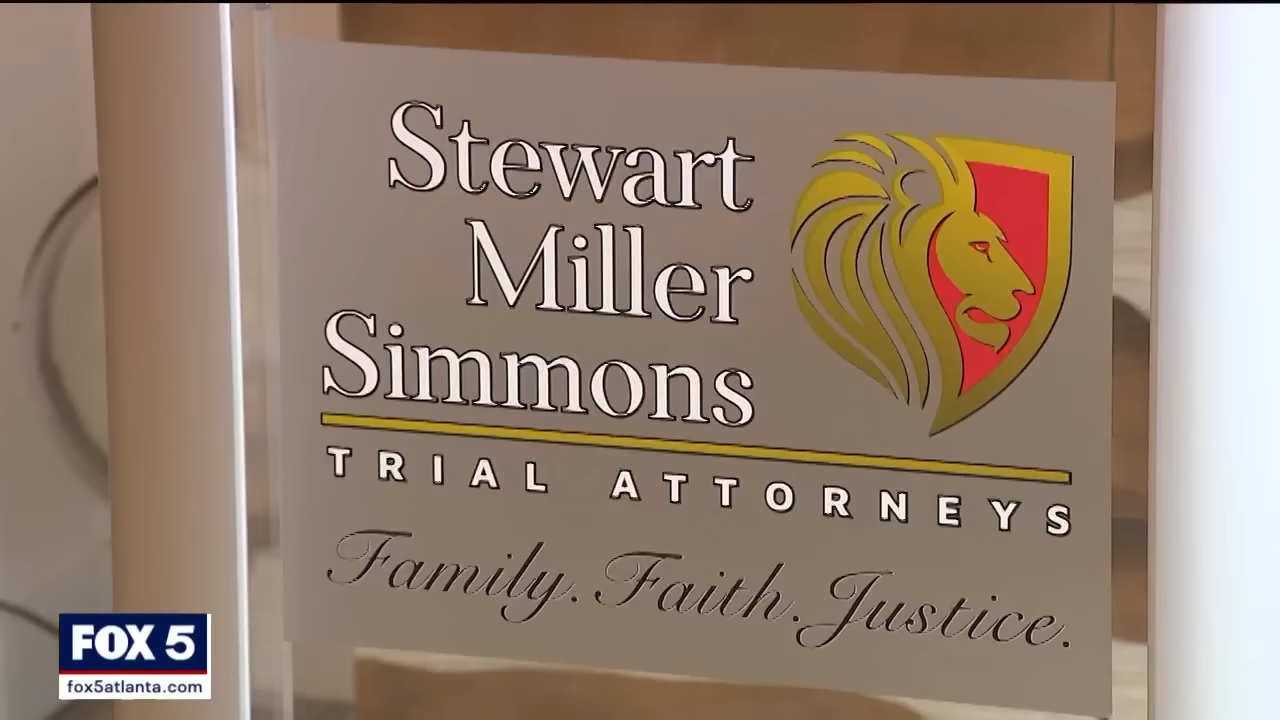 Stewart
Miller
Simmons
TRIAL ATTORNEYS
Family. Faith. Justice.
FOX 5
fox5atlanta.com